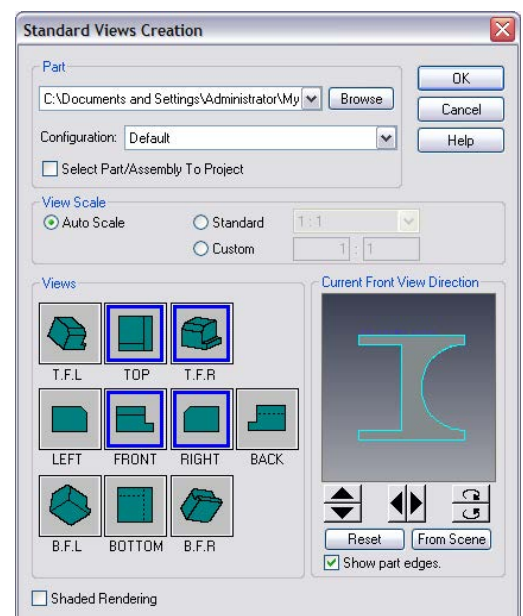 Standard Views Creation
Part
C:\Documents and Settings\Administrator\My
Browse
Configuration: Default
Select Part/Assembly To Project
OK
Cancel
Help
View Scale
Auto Scale
Standard
1 : 1
Custom
1 : 1
Views
T.F.L TOP T.F.R
LEFT FRONT RIGHT BACK
B.F.L BOTTOM B.F.R
Current Front View Direction
Reset From Scene
Show part edges.
Shaded Rendering